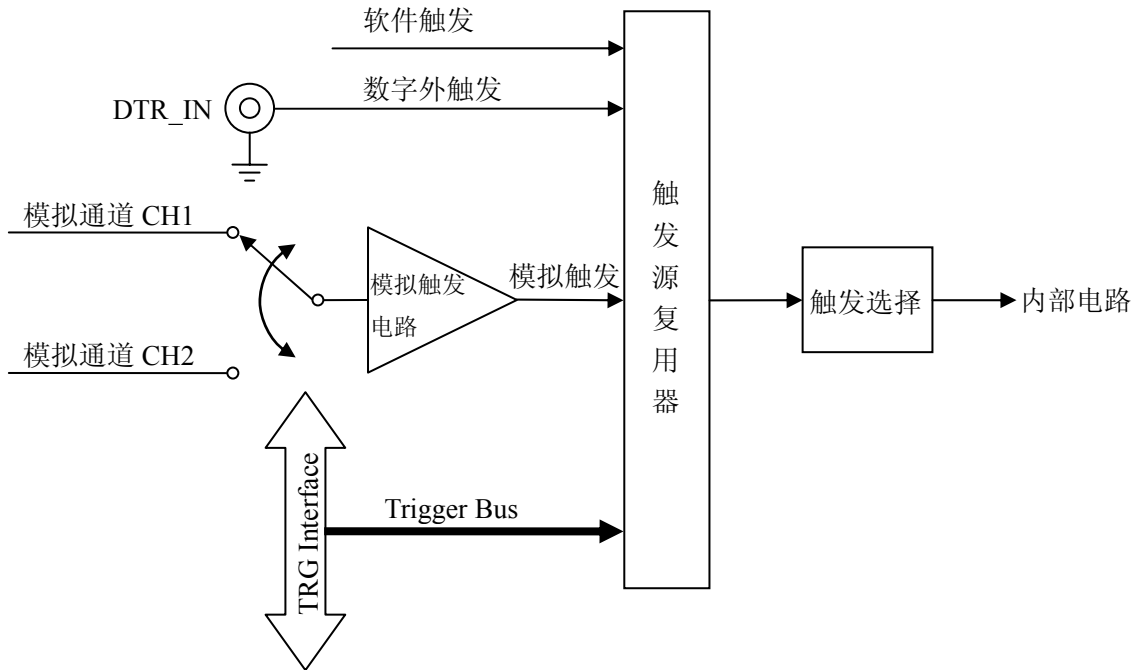 软件触发
数字外触发
DTR_IN
模拟通道 CH1
模拟触发
电路
模拟触发
触发源复用器
触发选择
内部电路
模拟通道 CH2
TRG Interface
Trigger Bus